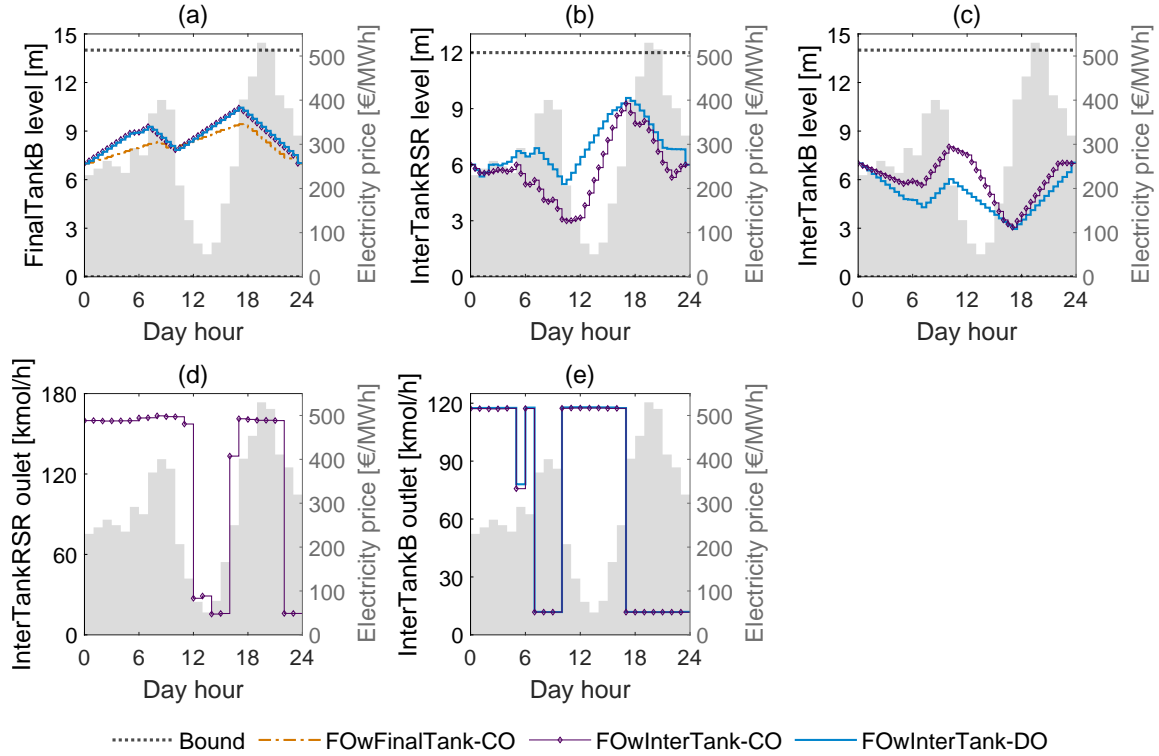 (a)
(b)
(c)
FinalTankB level [m]
15
12
9
6
3
0
500
400
300
200
100
0
Electricity price [€/MWh]
0 6 12 18 24
Day hour
InterTankRSR level [m]
12
9
6
3
0
500
400
300
200
100
0
Electricity price [€/MWh]
0 6 12 18 24
Day hour
InterTankB level [m]
15
12
9
6
3
0
500
400
300
200
100
0
Electricity price [€/MWh]
0 6 12 18 24
Day hour
(d)
(e)
InterTankRSR oulet [kmol/h]
180
120
60
0
500
400
300
200
100
0
Electricity price [€/MWh]
0 6 12 18 24
Day hour
InterTankB outlet [kmol/h]
120
90
60
30
0
500
400
300
200
100
0
Electricity price [€/MWh]
0 6 12 18 24
Day hour
Bound FOwFinalTank-CO FOwInterTank-CO FOwInterTank-DO